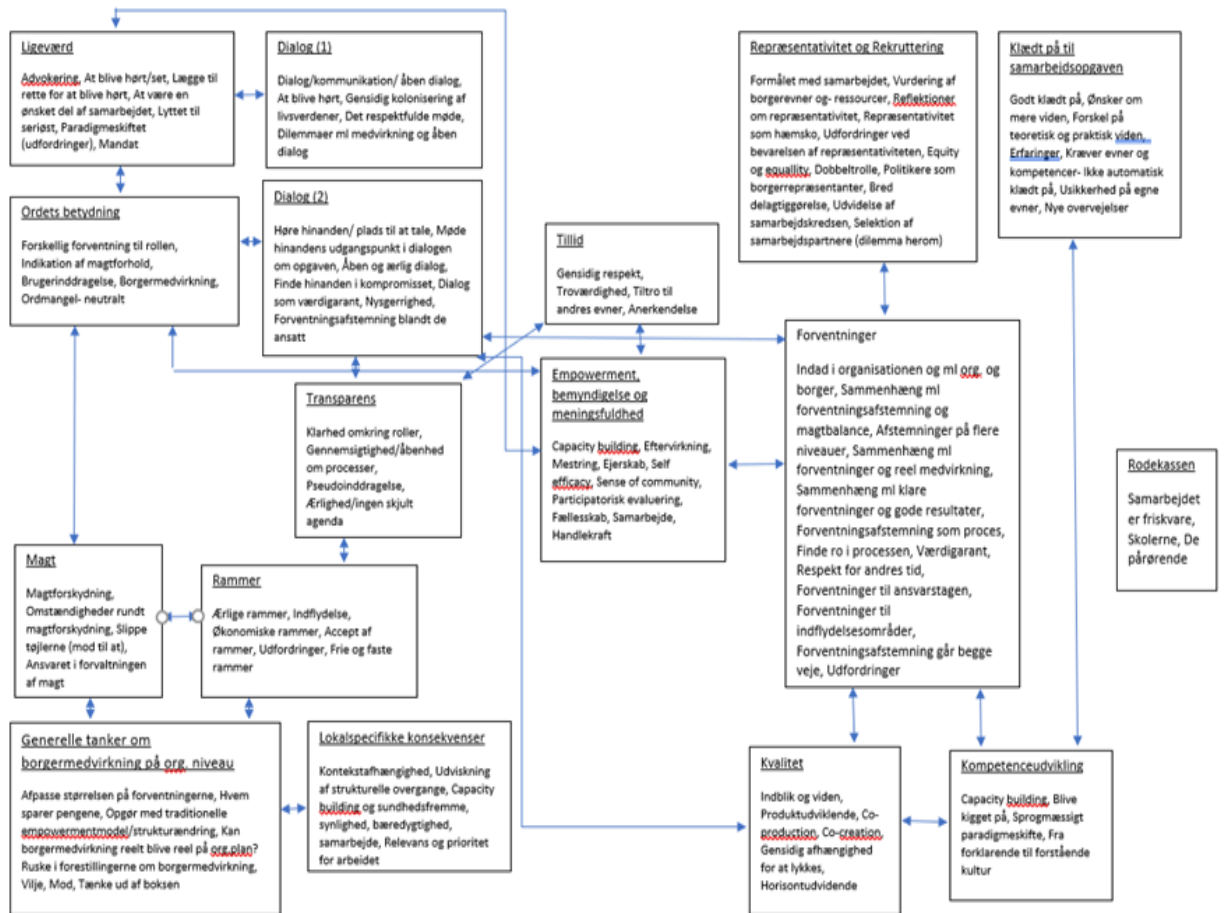 Ligeværd
Advokering, At blive hørt/set, Lægge til
rette for at blive hørt, At være en
ønsket del af samarbejdet, Lyttet til
seriøst, Paradigmeskiftet
(udfordringer), Mandat
Dialog (1)
Dialog/kommunikation/ åben dialog,
At blive hørt, Gensidig kolonisering af
livsverdener, Det respektfulde møde,
Dilemmaer ml medvirkning og åben
dialog
Repræsentativitet og Rekruttering
Formålet med samarbejdet, Vurdering af
borgerevner og- ressourcer, Reflektioner
om repræsentativitet, Repræsentativitet
som hæmsko, Udfordringer ved
bevarelsen af repræsentativiteten, Equity
og equallity, Dobbeltrolle, Politikere som
borgerrepræsentanter, Bred
delagtiggørelse, Udvidelse af
samarbejdskredsen, Selektion af
samarbejdspartnere (dilemma herom)
Klædt på til
samarbejdsopgaven
Godt klædt på, Ønsker om
mere viden, Forskel på
teoretisk og praktisk viden,
Erfaringer, Kræver evner og
kompetencer- Ikke automatisk
klædt på, Usikkerhed på egne
evner, Nye overvejelser
Ordets betydning
Forskellig forventning til rollen,
Indikation af magtforhold,
Brugerinddragelse, Borgermedvirkning,
Ordmangel- neutralt
Dialog (2)
Høre hinanden/ plads til at tale, Møde
hinandens udgangspunkt i dialogen
om opgaven, Åben og ærlig dialog,
Finde hinanden i kompromisset, Dialog
som værdigarant, Nysgerrighed,
Forventningsafstemning blandt de
ansatt
Tillid
Gensidig respekt,
Troværdighed, Tiltro til
andres evner, Anerkendelse
Transparens
Klarhed omkring roller,
Gennemsigtighed/åbenhed
om processer,
Pseudoinddragelse,
Ærlighed/ingen skjult
agenda
Empowerment,
bemyndigelse og
meningsfuldhed
Capacity building, Eftervirkning,
Mestring, Ejerskab, Self
efficacy, Sense of community,
Participatorisk evaluering,
Fællesskab, Samarbejde,
Handlekraft
Forventninger
Indad i organisationen og ml org. og
borger, Sammenhæng ml
forventningsafstemning og
magtbalance, Afstemninger på flere
niveauer, Sammenhæng ml
forventninger og reel medvirkning,
Sammenhæng ml klare
forventninger og gode resultater,
Forventningsafstemning som proces,
Finde ro i processen, Værdigarant,
Respekt for andres tid,
Forventninger til ansvarstagen,
Forventninger til
indflydelsesområder,
Forventningsafstemning går begge
veje, Udfordringer
Rodekassen
Samarbejdet
er friskvare,
Skolerne, De
pårørende
Magt
Magtforskydning,
Omstændigheder rundt
magtforskydning, Slippe
tøjlerne (mod til at),
Ansvaret i forvaltningen
af magt
Rammer
Ærlige rammer, Indflydelse,
Økonomiske rammer, Accept af
rammer, Udfordringer, Frie og faste
rammer
Generelle tanker om
borgermedvirkning på org. niveau
Afpasse størrelsen på forventningerne, Hvem
sparer pengene, Opgør med traditionelle
empowermentmodel/strukturændring, Kan
borgermedvirkning reelt blive reel på org.plan?
Ruske i forestillingerne om borgermedvirkning,
Vilje, Mod, Tænke ud af boksen
Lokalspecifikke konsekvenser
Kontekstafhængighed, Udviskning
af strukturelle overgange, Capacity
building og sundhedsfremme,
synlighed, bæredygtighed,
samarbejde, Relevans og prioritet
for arbeidet
Kvalitet
Indblik og viden,
Produktudviklende, Co-
production, Co-creation,
Gensidig afhængighed
for at lykkes,
Horisontudvidende
Kompetenceudvikling
Capacity building, Blive
kigget på, Sprogmæssigt
paradigmeskifte, Fra
forklarende til forstående
kultur